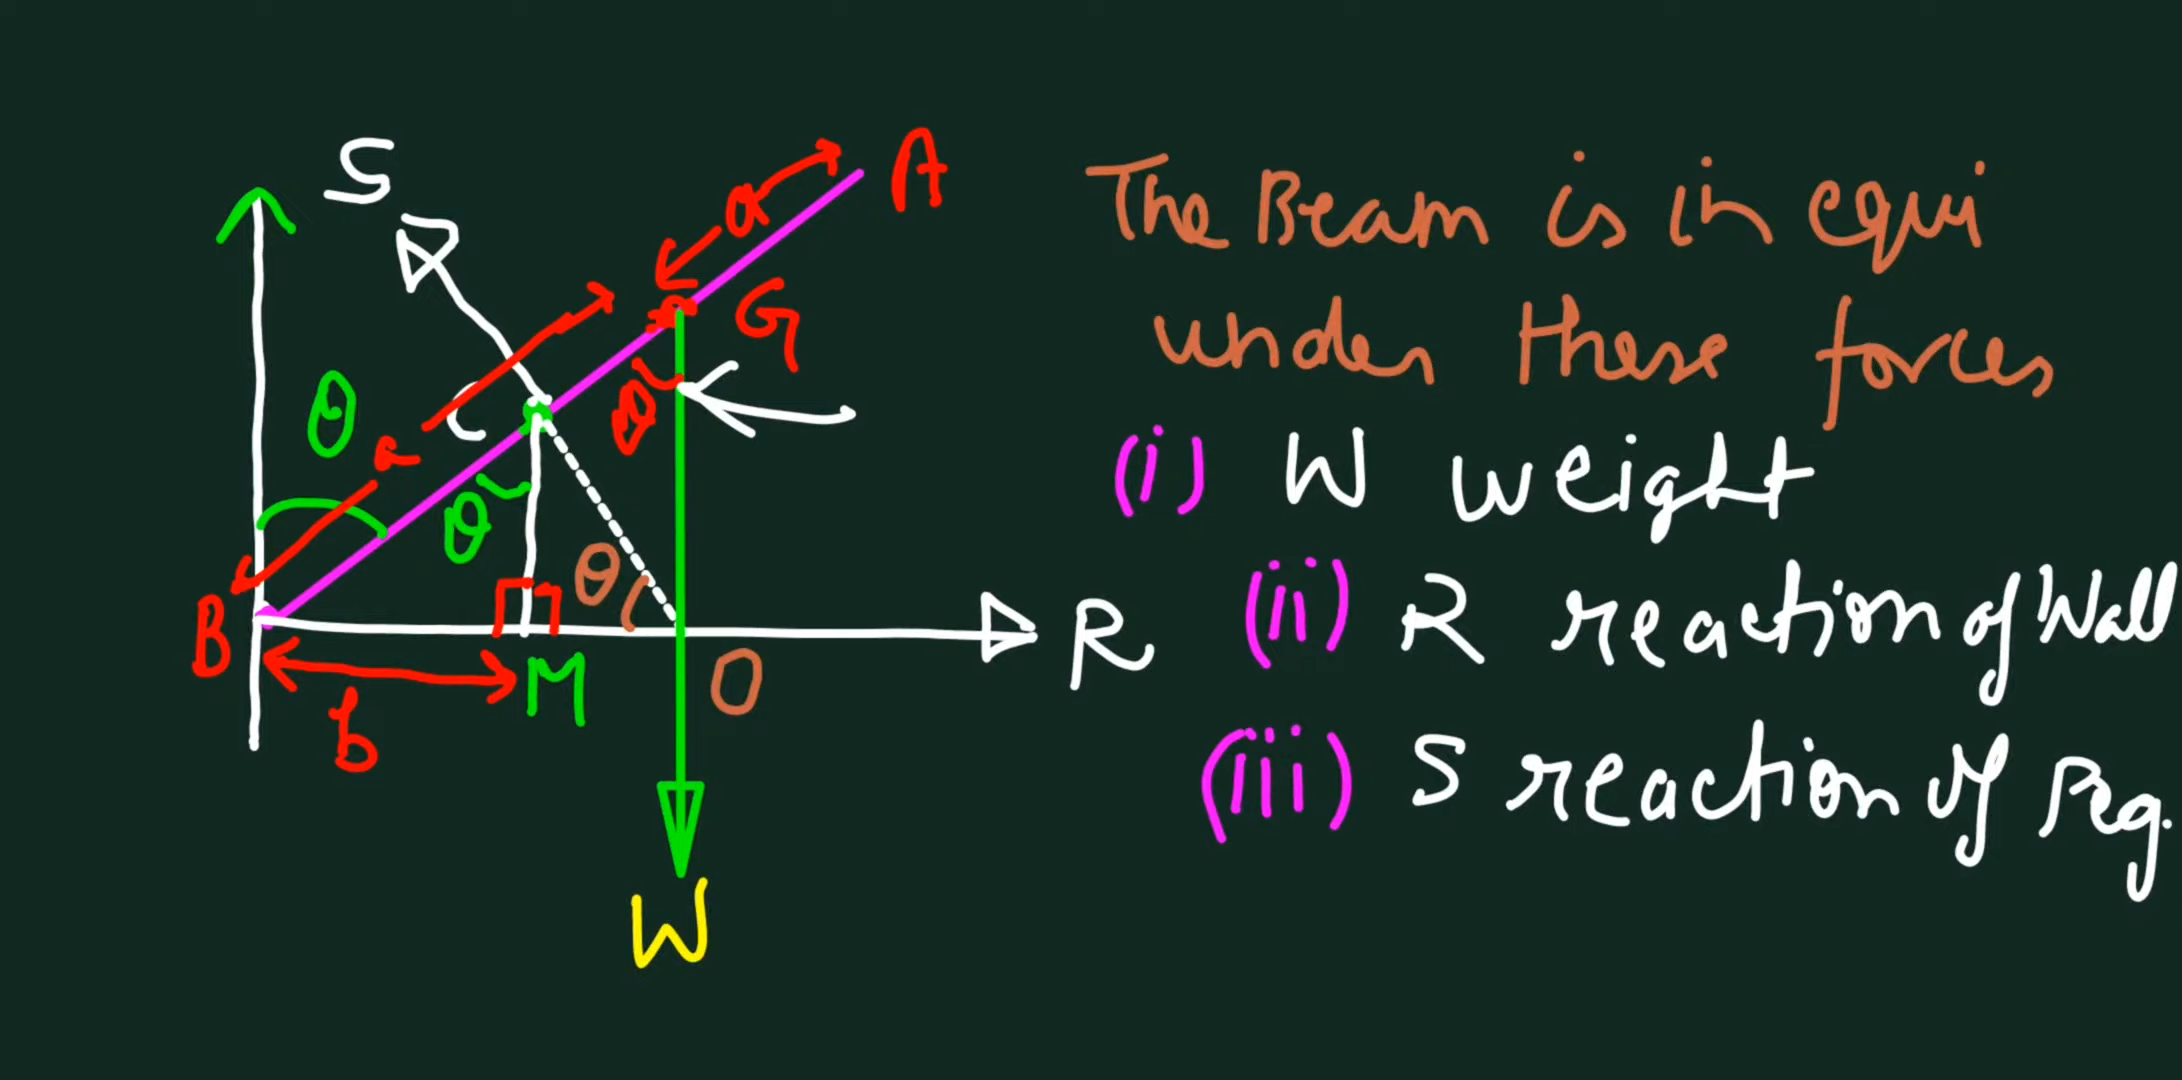 S
A
a
G
θ
C
a
θ
θ
θ
B
R
M
O
b
W
The Beam is in equi
under these forces
(i) W weight
(ii) R reaction of Wall
(iii) S reaction of Peg.